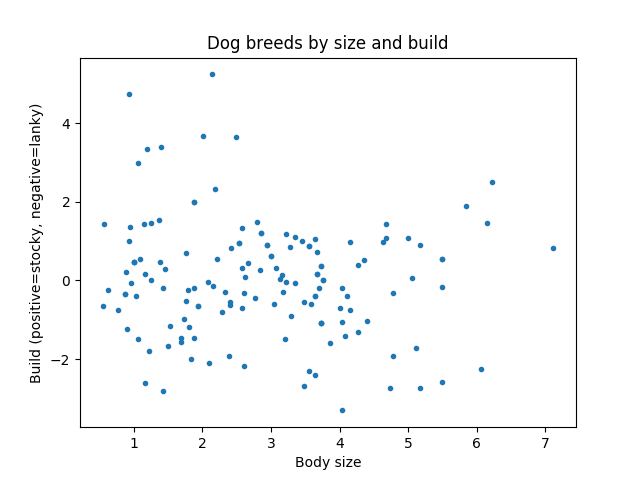 Dog breeds by size and build
Build (positive=stocky, negative=lanky)
4
2
0
−2
1 2 3 4 5 6 7
Body size